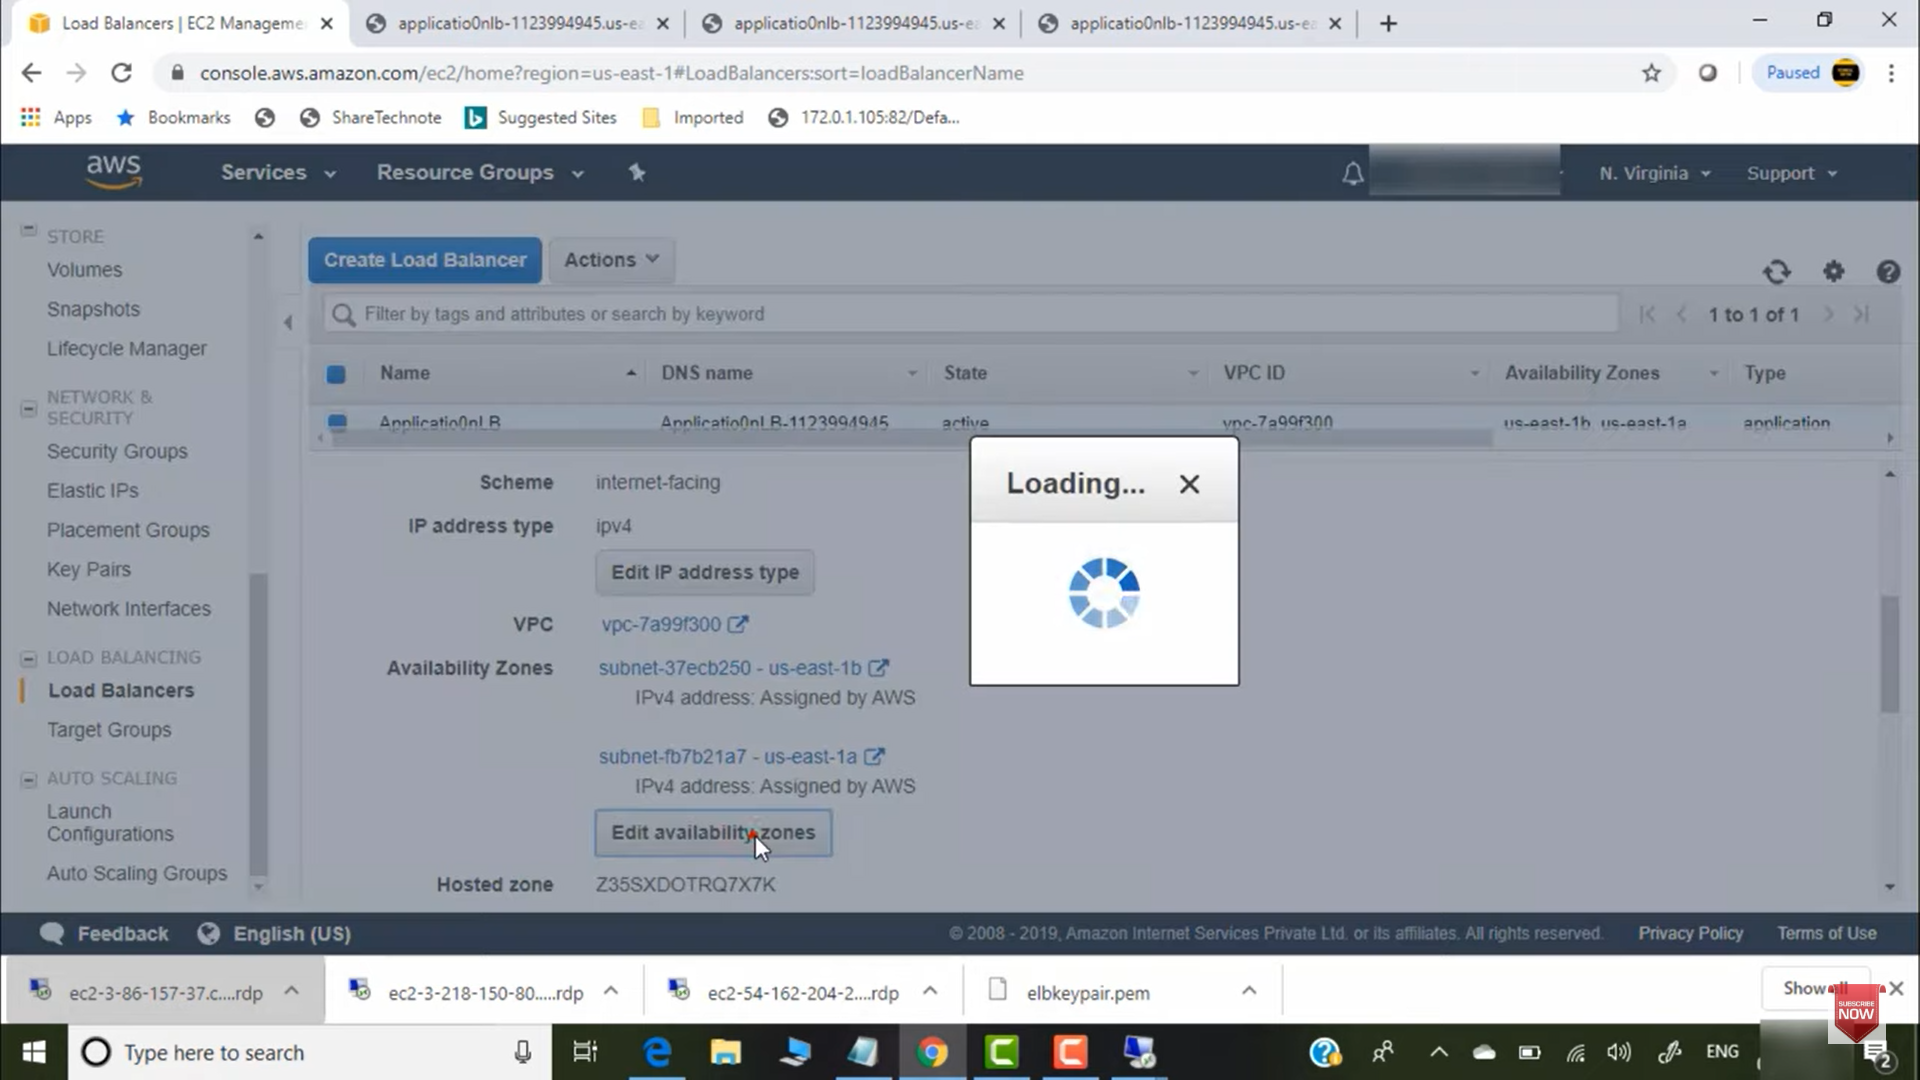 Load Balancers | EC2 Manageme
applicatio0nlb-1123994945.us-e
applicatio0nlb-1123994945.us-e
applicatio0nlb-1123994945.us-e
console.aws.amazon.com/ec2/home?region=us-east-1#LoadBalancers:sort=loadBalancerName
Paused
Apps
Bookmarks
ShareTechnote
Suggested Sites
Imported
172.0.1.105:82/Defa...
aws
Services
Resource Groups
N. Virginia
Support
STORE
Volumes
Snapshots
Lifecycle Manager
NETWORK &
SECURITY
Security Groups
Elastic IPs
Placement Groups
Key Pairs
Network Interfaces
LOAD BALANCING
Load Balancers
Target Groups
AUTO SCALING
Launch
Configurations
Auto Scaling Groups
Create Load Balancer
Actions
Filter by tags and attributes or search by keyword
1 to 1 of 1
Name DNS name State VPC ID Availability Zones Type
Applicatio0nLB Applicatio0nLB-1123994945 active vpc-7a99f300 us-east-1b us-east-1a application
Scheme internet-facing
IP address type ipv4
Edit IP address type
VPC vpc-7a99f300
Availability Zones subnet-37ecb250 - us-east-1b
IPv4 address: Assigned by AWS
subnet-fb7b21a7 - us-east-1a
IPv4 address: Assigned by AWS
Edit availability zones
Hosted zone Z35SXDOTRQ7X7K
Loading...
Feedback
English (US)
© 2008 - 2019, Amazon Internet Services Private Ltd. or its affiliates. All rights reserved.
Privacy Policy
Terms of Use
ec2-3-86-157-37.c....rdp
ec2-3-218-150-80.....rdp
ec2-54-162-204-2....rdp
elbkeypair.pem
Show all
SUBSCRIBE
NOW
Type here to search
ENG
2